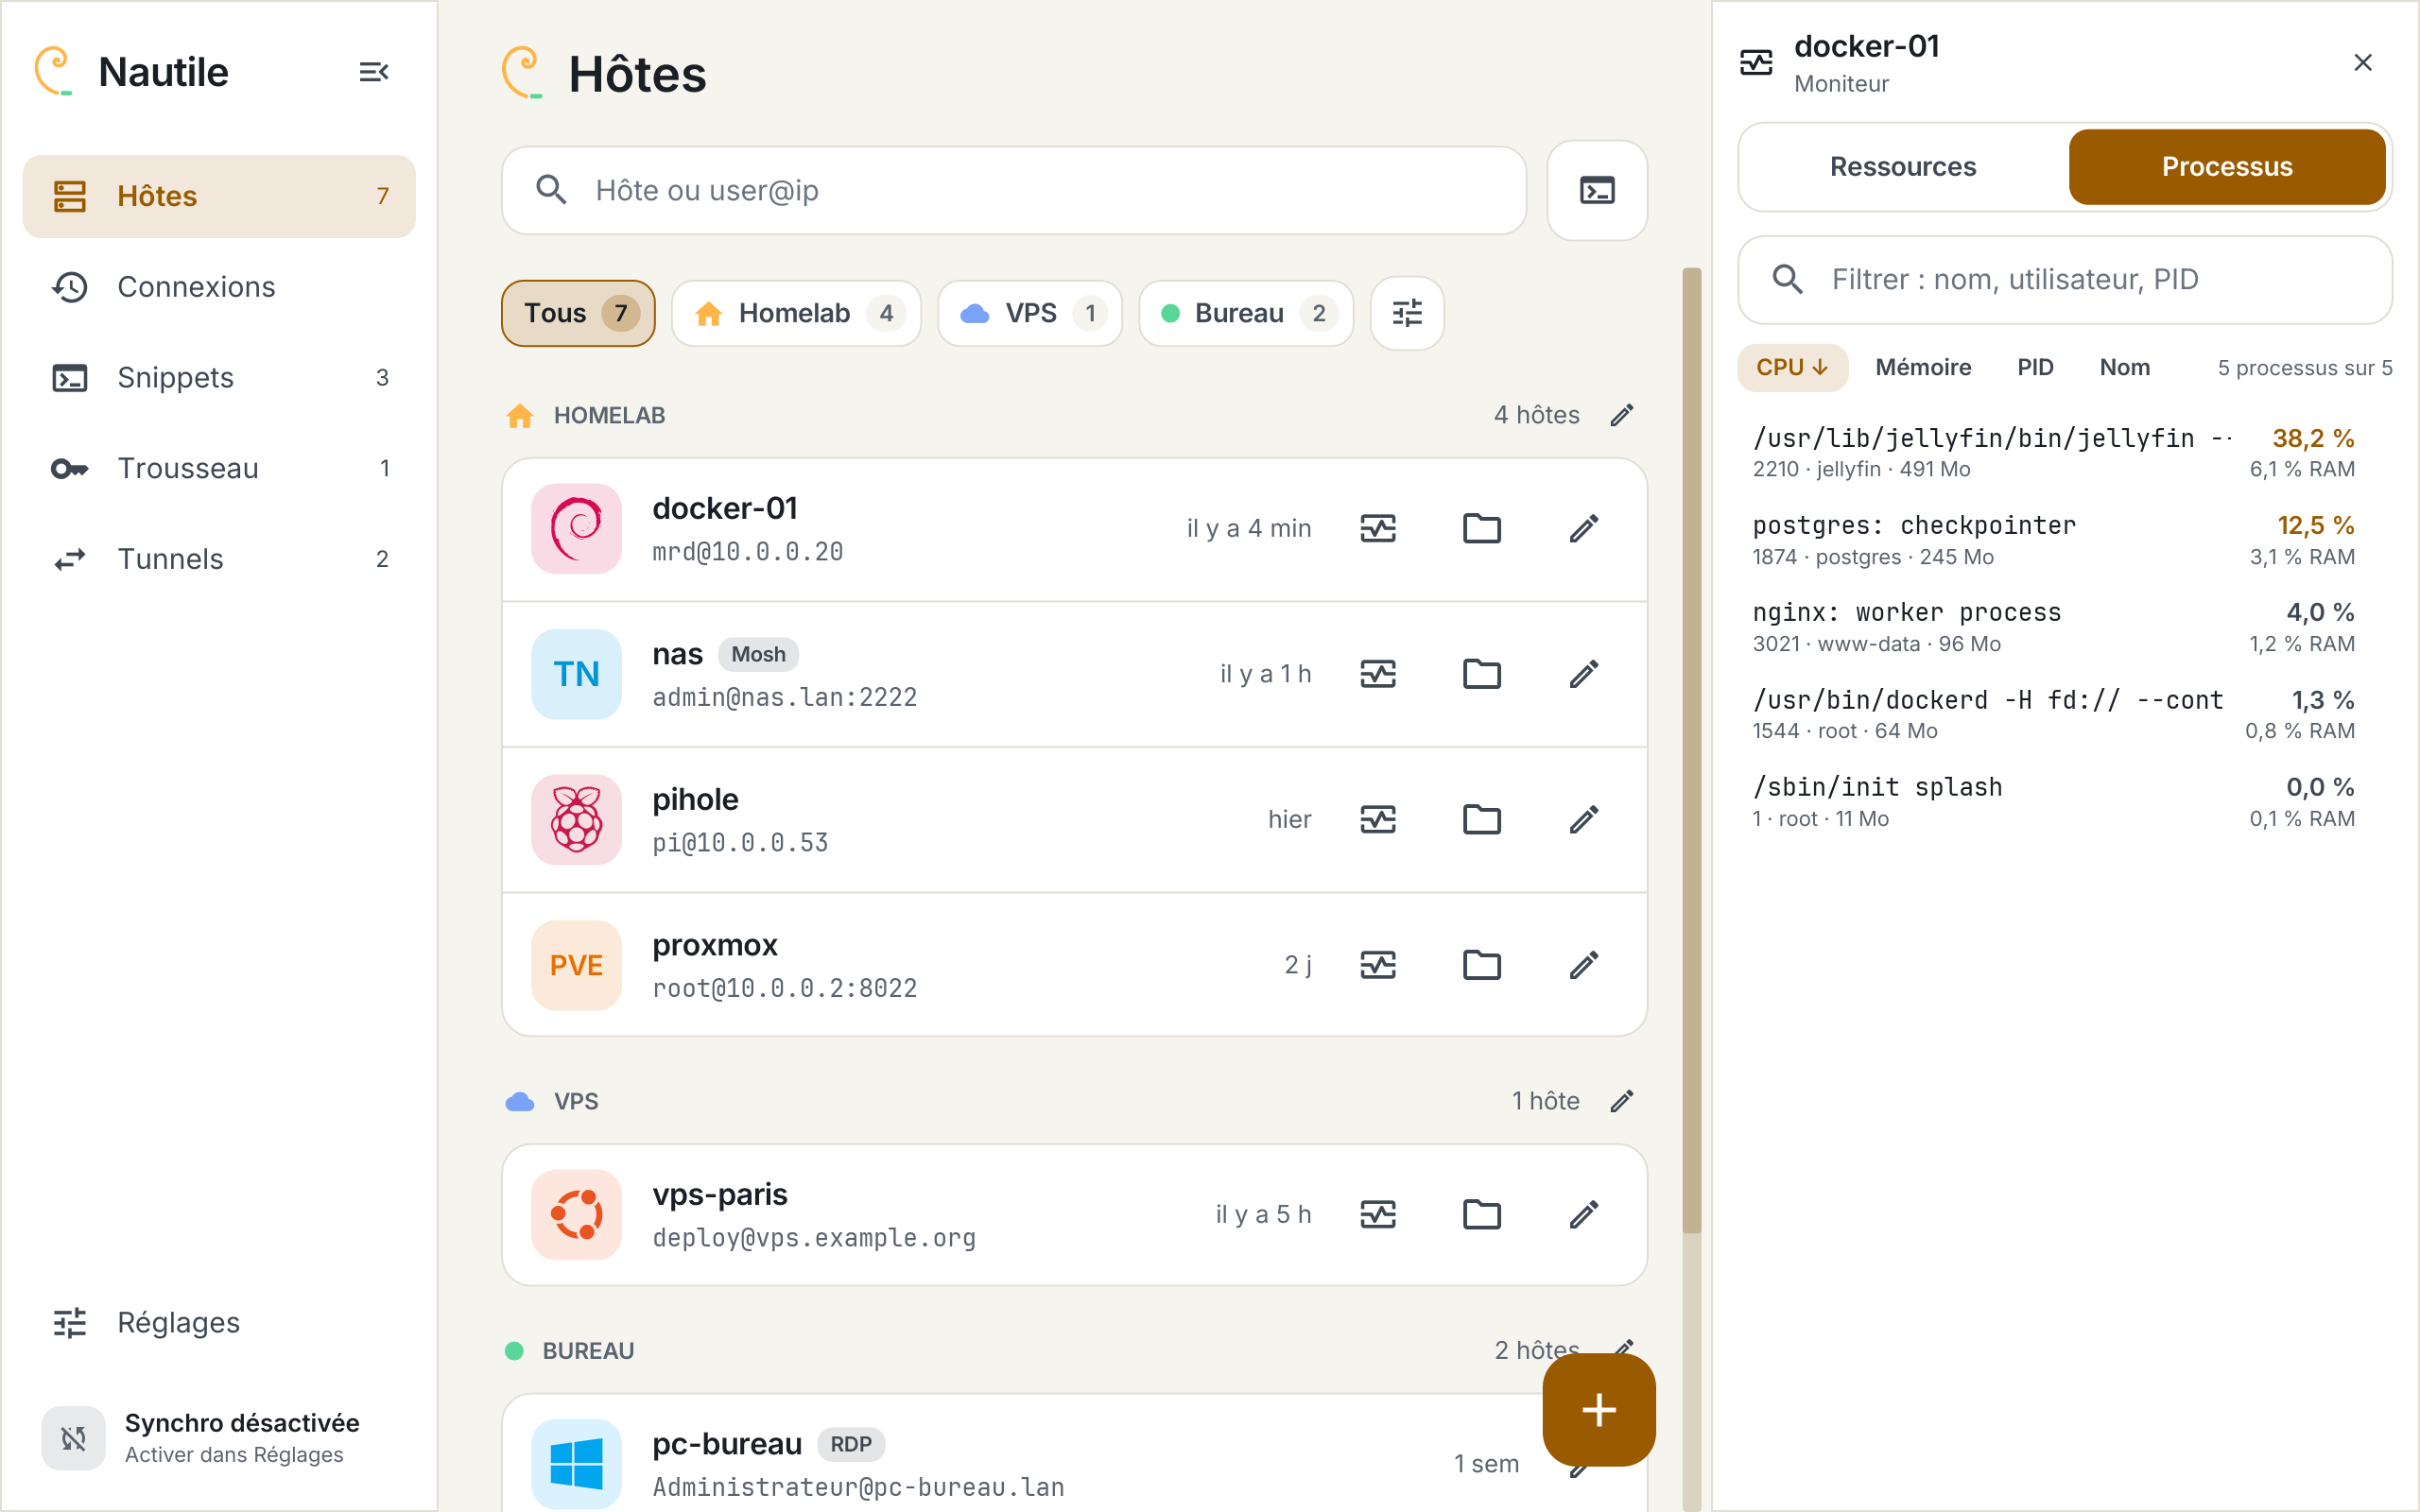 Nautile
Hôtes 7
Connexions
Snippets 3
Trousseau 1
Tunnels 2
Réglages
Synchro désactivée
Activer dans Réglages
Hôtes
Hôte ou user@ip
Tous 7 Homelab 4 VPS 1 Bureau 2
HOMELAB 4 hôtes
docker-01
mrd@10.0.0.20
il y a 4 min
TN
nas Mosh
admin@nas.lan:2222
il y a 1 h
pihole
pi@10.0.0.53
hier
PVE
proxmox
root@10.0.0.2:8022
2 j
VPS 1 hôte
vps-paris
deploy@vps.example.org
il y a 5 h
BUREAU 2 hôtes
pc-bureau RDP
Administrateur@pc-bureau.lan
1 sem
docker-01
Moniteur
Ressources Processus
Filtrer : nom, utilisateur, PID
CPU ↓ Mémoire PID Nom 5 processus sur 5
/usr/lib/jellyfin/bin/jellyfin -- 38,2 %
2210 · jellyfin · 491 Mo 6,1 % RAM
postgres: checkpointer 12,5 %
1874 · postgres · 245 Mo 3,1 % RAM
nginx: worker process 4,0 %
3021 · www-data · 96 Mo 1,2 % RAM
/usr/bin/dockerd -H fd:// --cont 1,3 %
1544 · root · 64 Mo 0,8 % RAM
/sbin/init splash 0,0 %
1 · root · 11 Mo 0,1 % RAM